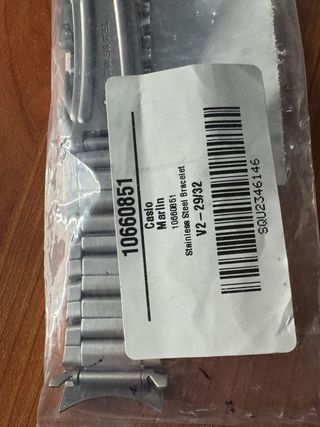 10660851
Casio
Marlin
10660851
Stainless Steel Bracelet
V2 - 29/32
SQU2346146